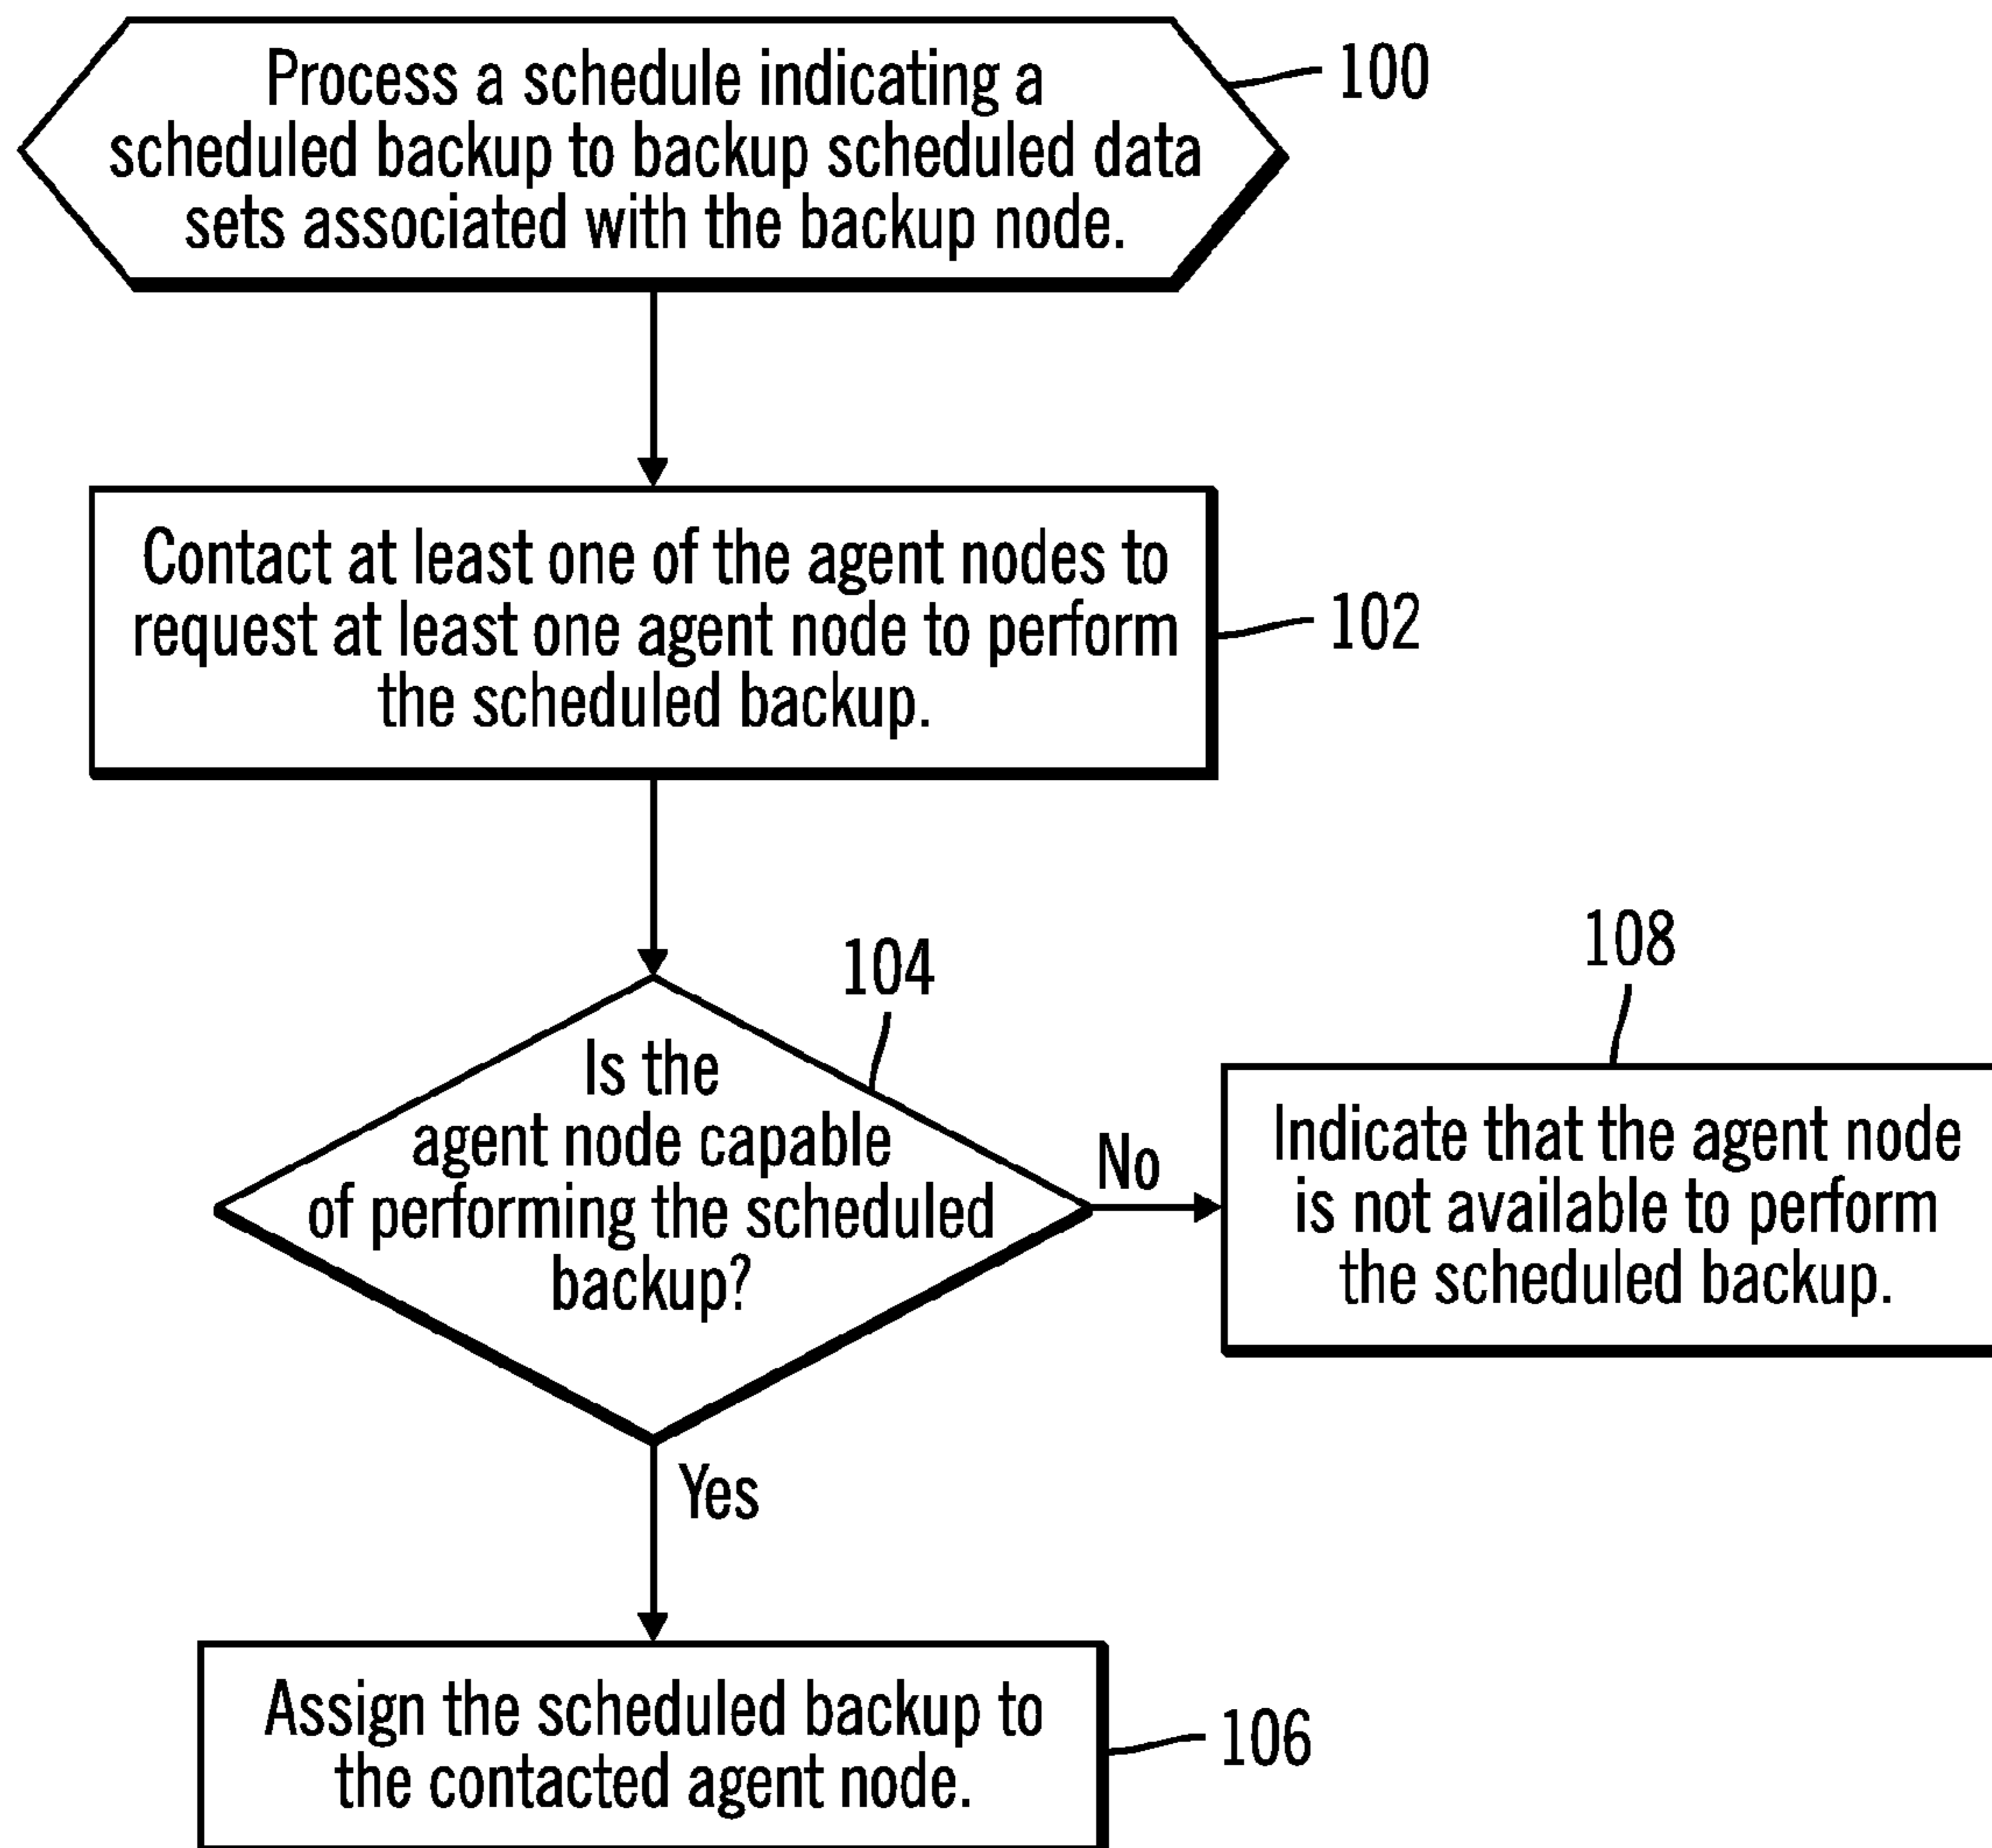 Process a schedule indicating a
scheduled backup to backup scheduled data
sets associated with the backup node.
100
Contact at least one of the agent nodes to
request at least one agent node to perform
the scheduled backup.
102
104
Is the
agent node capable
of performing the scheduled
backup?
No
108
Indicate that the agent node
is not available to perform
the scheduled backup.
Yes
Assign the scheduled backup to
the contacted agent node.
106